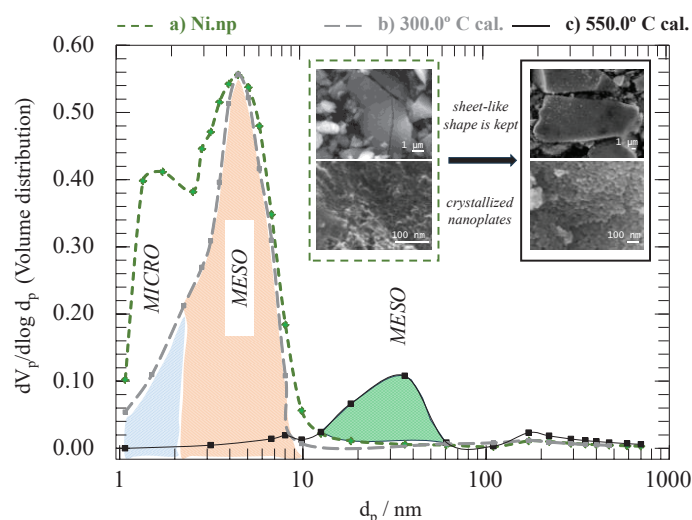 a) Ni.np b) 300.0º C cal. c) 550.0º C cal.
0.60
0.50
0.40
0.30
0.20
0.10
0.00
dVp/dlog dp (Volume distribution)
MICRO
MESO
MESO
1 μm
100 nm
sheet-like
shape is kept
crystallized
nanoplates
1 μm
100 nm
1 10 100 1000
dp / nm